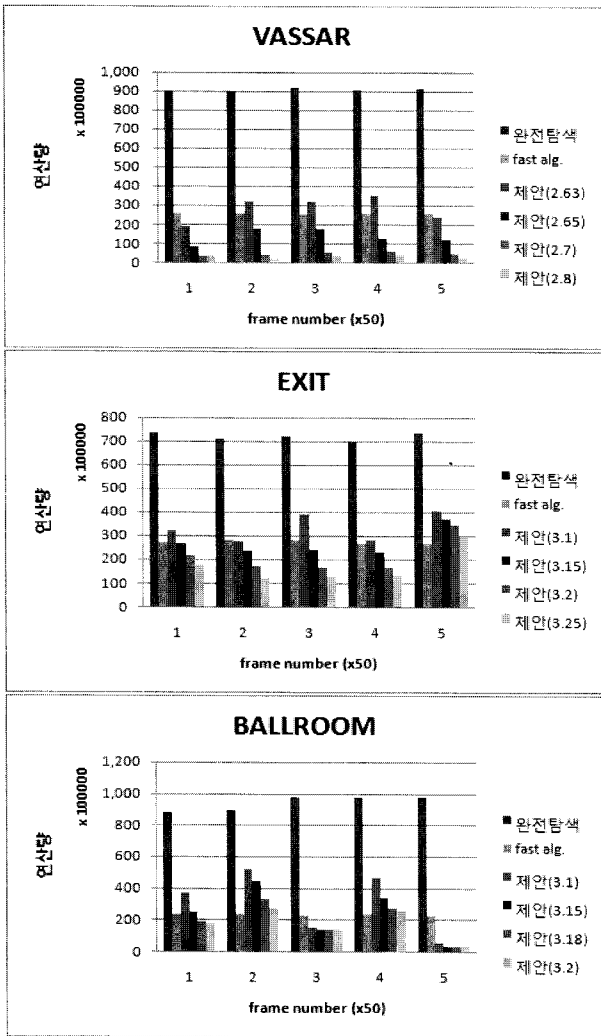 VASSAR
x 100000
연산량
1,000
900
800
700
600
500
400
300
200
100
0
1 2 3 4 5
frame number (x50)
완전탐색
fast alg.
제안(2.63)
제안(2.65)
제안(2.7)
제안(2.8)
EXIT
x 100000
연산량
800
700
600
500
400
300
200
100
0
1 2 3 4 5
frame number (x50)
완전탐색
fast alg.
제안(3.1)
제안(3.15)
제안(3.2)
제안(3.25)
BALLROOM
x 100000
연산량
1,200
1,000
800
600
400
200
0
1 2 3 4 5
frame number (x50)
완전탐색
fast alg.
제안(3.1)
제안(3.15)
제안(3.18)
제안(3.2)